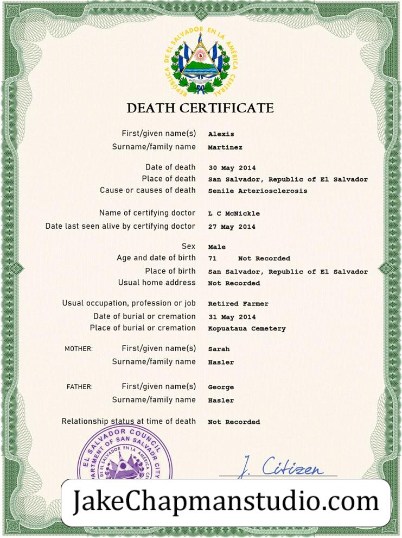 REPÚBLICA DE EL SALVADOR EN LA AMÉRICA CENTRAL
DEATH CERTIFICATE
First/given name(s) Alexis
Surname/family name Martinez
Date of death 30 May 2014
Place of death San Salvador, Republic of El Salvador
Cause or causes of death Senile Arteriosclerosis
Name of certifying doctor L C McNickle
Date last seen alive by certifying doctor 27 May 2014
Sex Male
Age and date of birth 71 Not Recorded
Place of birth San Salvador, Republic of El Salvador
Usual home address Not Recorded
Usual occupation, profession or job Retired Farmer
Date of burial or cremation 31 May 2014
Place of burial or cremation Kopuataua Cemetery
MOTHER: First/given name(s) Sarah
Surname/family name Hasler
FATHER: First/given name(s) George
Surname/family name Hasler
Relationship status at time of death Not Recorded
EL SALVADOR COUNCIL
DEPARTMENT OF SAN SALVADOR CITY
J. Citizen
JakeChapmanstudio.com